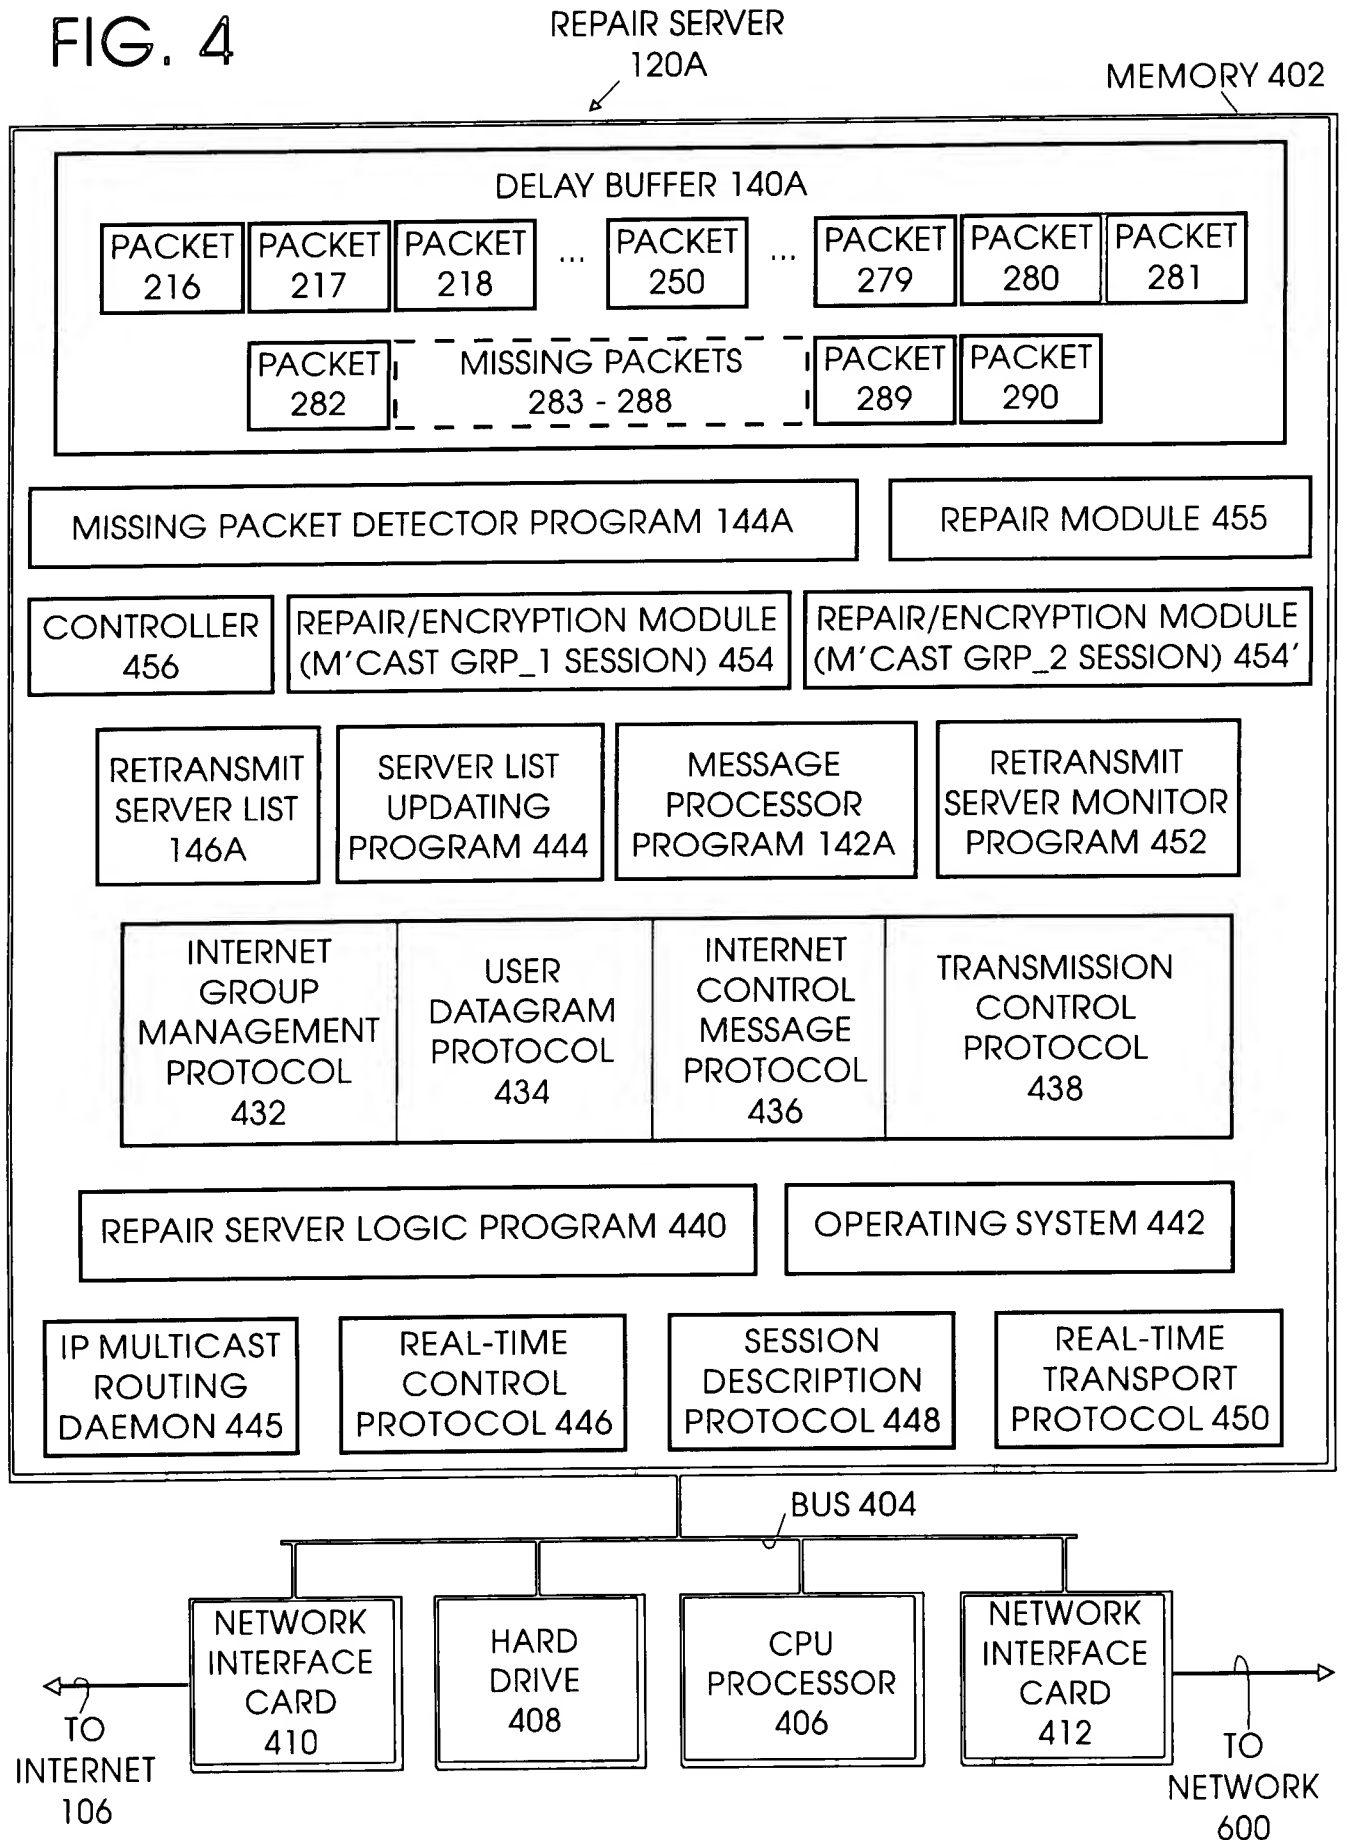 FIG. 4
REPAIR SERVER
120A
MEMORY 402
DELAY BUFFER 140A
PACKET
216
PACKET
217
PACKET
218
...
PACKET
250
...
PACKET
279
PACKET
280
PACKET
281
PACKET
282
MISSING PACKETS
283 - 288
PACKET
289
PACKET
290
MISSING PACKET DETECTOR PROGRAM 144A
REPAIR MODULE 455
CONTROLLER
456
REPAIR/ENCRYPTION MODULE
(M'CAST GRP_1 SESSION) 454
REPAIR/ENCRYPTION MODULE
(M'CAST GRP_2 SESSION) 454'
RETRANSMIT
SERVER LIST
146A
SERVER LIST
UPDATING
PROGRAM 444
MESSAGE
PROCESSOR
PROGRAM 142A
RETRANSMIT
SERVER MONITOR
PROGRAM 452
INTERNET
GROUP
MANAGEMENT
PROTOCOL
432
USER
DATAGRAM
PROTOCOL
434
INTERNET
CONTROL
MESSAGE
PROTOCOL
436
TRANSMISSION
CONTROL
PROTOCOL
438
REPAIR SERVER LOGIC PROGRAM 440
OPERATING SYSTEM 442
IP MULTICAST
ROUTING
DAEMON 445
REAL-TIME
CONTROL
PROTOCOL 446
SESSION
DESCRIPTION
PROTOCOL 448
REAL-TIME
TRANSPORT
PROTOCOL 450
BUS 404
NETWORK
INTERFACE
CARD
410
HARD
DRIVE
408
CPU
PROCESSOR
406
NETWORK
INTERFACE
CARD
412
TO
INTERNET
106
TO
NETWORK
600